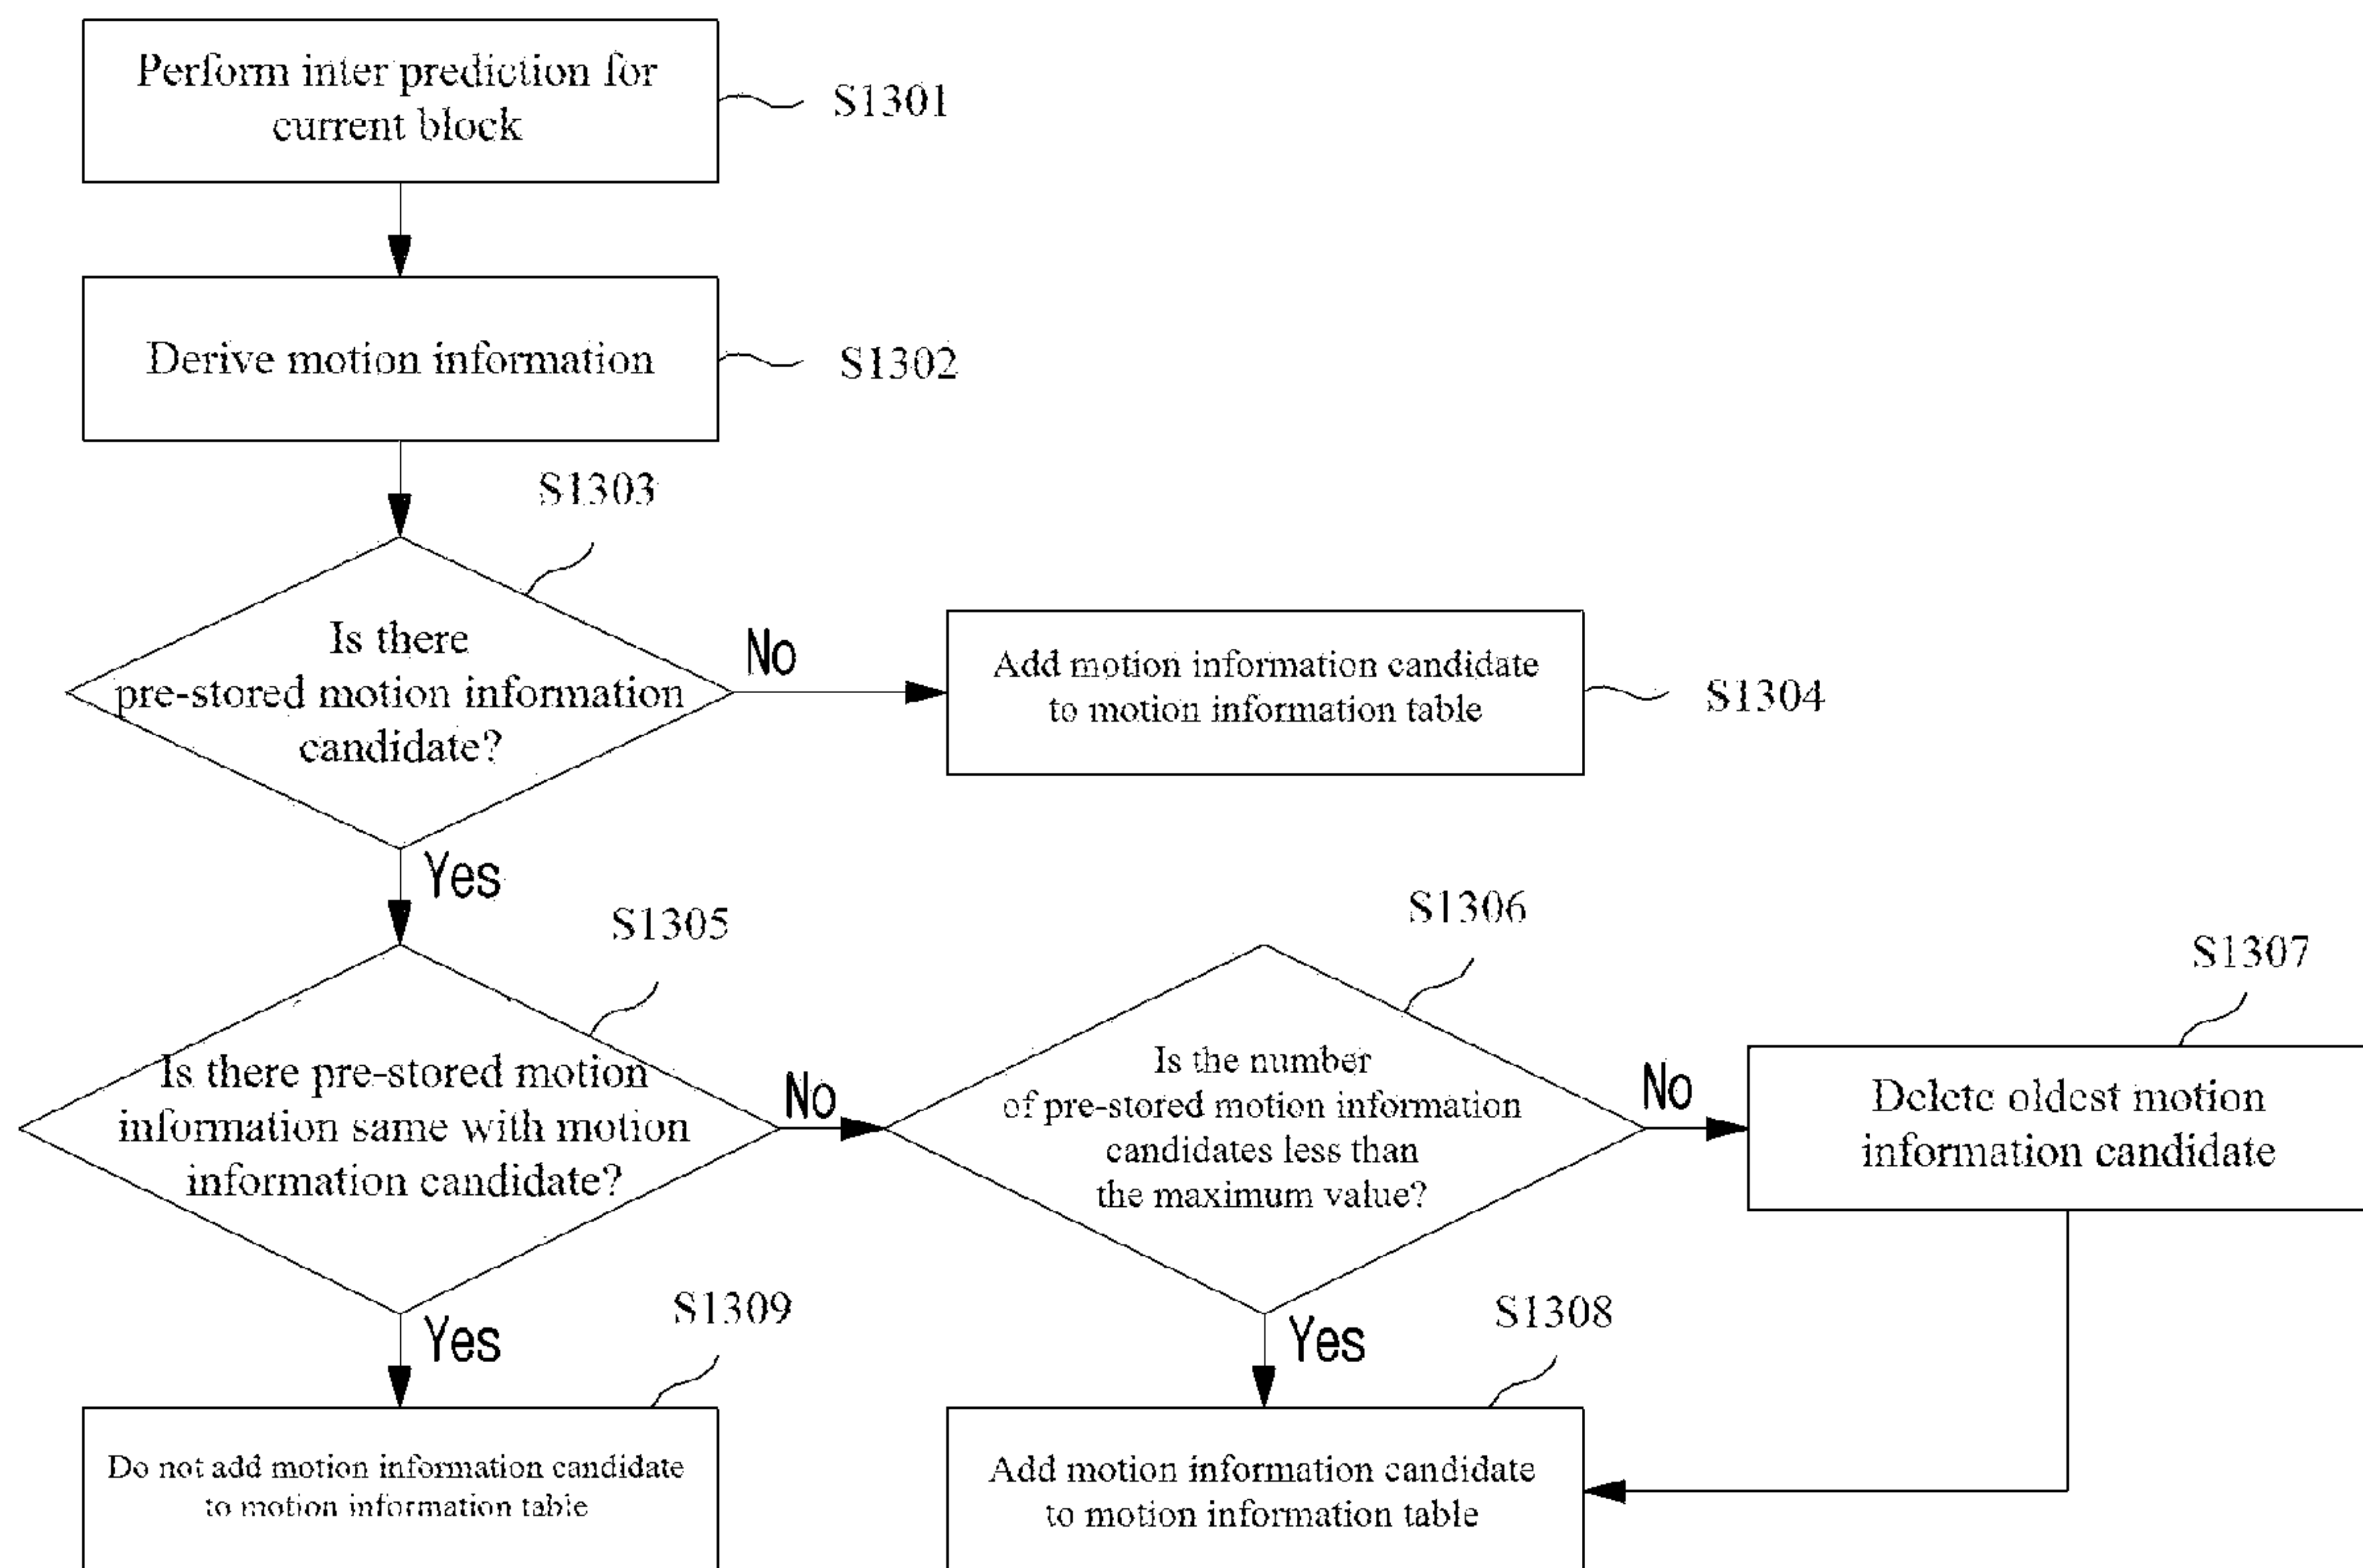 Perform inter prediction for
current block
S1301
Derive motion information
S1302
S1303
Is there
pre-stored motion information
candidate?
No
Add motion information candidate
to motion information table
S1304
Yes
S1305
Is there pre-stored motion
information same with motion
information candidate?
No
S1306
Is the number
of pre-stored motion information
candidates less than
the maximum value?
No
S1307
Delete oldest motion
information candidate
Yes
S1309
Do not add motion information candidate
to motion information table
Yes
S1308
Add motion information candidate
to motion information table